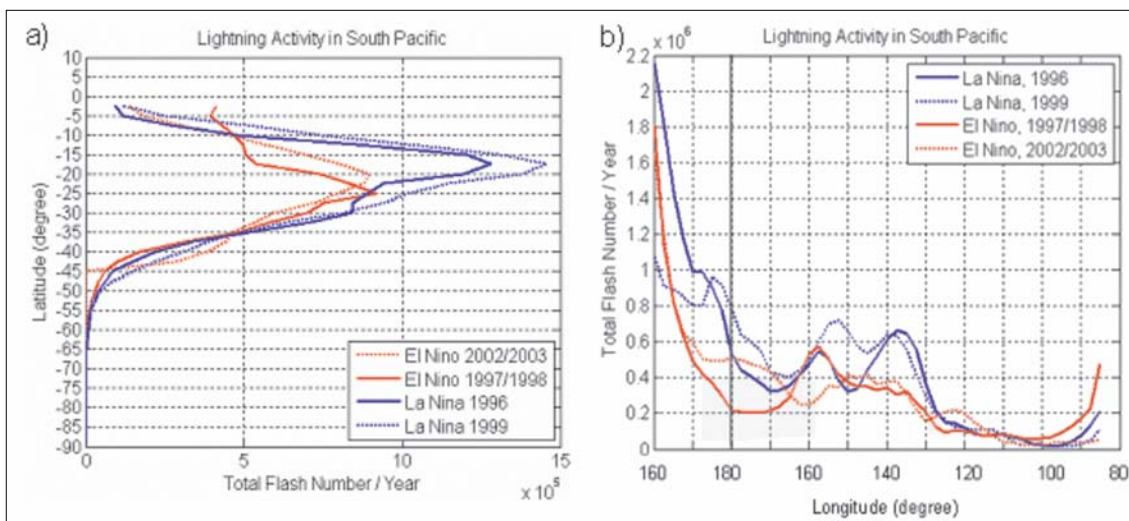 a)
Lightning Activity in South Pacific
Latitude (degree)
10
5
0
-5
-10
-15
-20
-25
-30
-35
-40
-45
-50
-55
-60
-65
-70
-75
-80
-85
-90
El Nino 2002/2003
El Nino 1997/1998
La Nina 1996
La Nina 1999
0 5 10 15
Total Flash Number / Year
x 10^5
b)
Lightning Activity in South Pacific
x 10^6
Total Flash Number / Year
2.2
2
1.8
1.6
1.4
1.2
1
0.8
0.6
0.4
0.2
0
La Nina, 1996
La Nina, 1999
El Nino, 1997/1998
El Nino, 2002/2003
160 180 160 140 120 100 80
Longitude (degree)